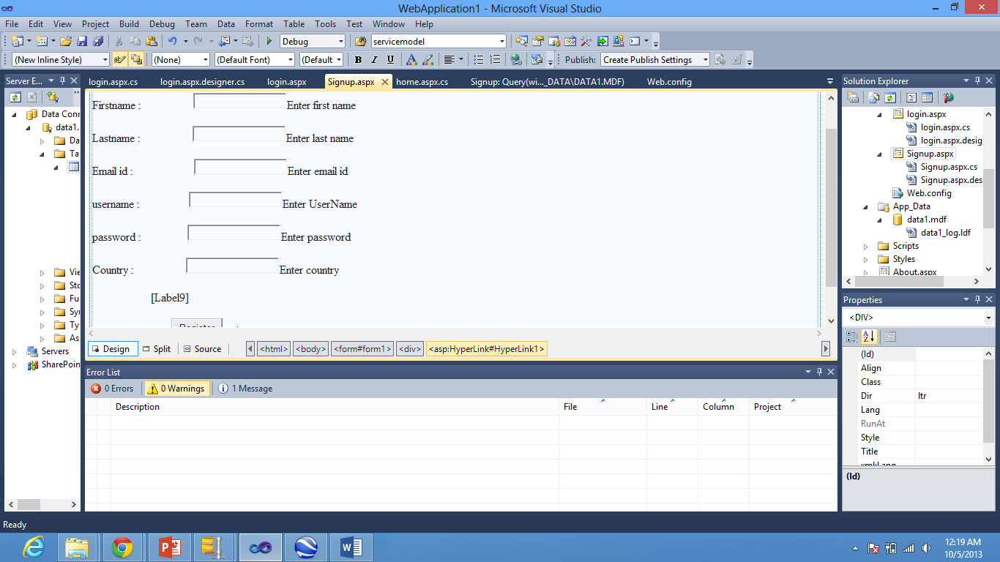 WebApplication1 - Microsoft Visual Studio
File Edit View Project Build Debug Team Data Format Table Tools Test Window Help
Debug servicemodel
(New Inline Style) (None) (Default Font) (Default B I U A Publish: Create Publish Settings
Server E...
Data Conn
data1.
Da
Ta
Vie
Sto
Fu
Syn
Ty
Ass
Servers
SharePoin
login.aspx.cs login.aspx.designer.cs login.aspx Signup.aspx home.aspx.cs Signup: Query(wi..._DATA\DATA1.MDF) Web.config
Firstname : Enter first name
Lastname : Enter last name
Email id : Enter email id
username : Enter UserName
password : Enter password
Country : Enter country
[Label9]
Register
Design Split Source <html> <body> <form#form1> <div> <asp:HyperLink#HyperLink1>
Error List
0 Errors 0 Warnings 1 Message
Description File Line Column Project
Solution Explorer
login.aspx
login.aspx.cs
login.aspx.desig
Signup.aspx
Signup.aspx.cs
Signup.aspx.des
Web.config
App_Data
data1.mdf
data1_log.ldf
Scripts
Styles
About.aspx
Properties
<DIV>
(Id)
Align
Class
Dir ltr
Lang
RunAt
Style
Title
xml:Lang
(Id)
Ready
12:19 AM
10/5/2013